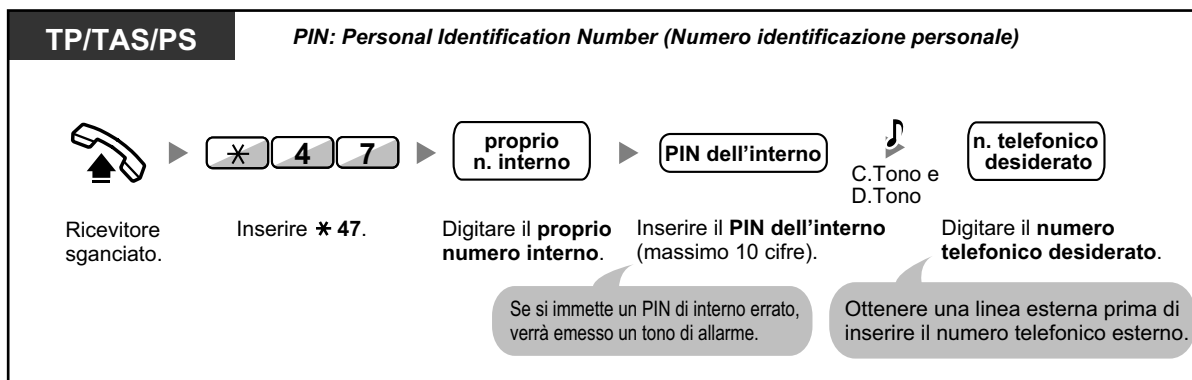 TP/TAS/PS
PIN: Personal Identification Number (Numero identificazione personale)
* 4 7
proprio
n. interno
PIN dell'interno
C.Tono e
D.Tono
n. telefonico
desiderato
Ricevitore
sganciato.
Inserire * 47.
Digitare il proprio
numero interno.
Inserire il PIN dell'interno
(massimo 10 cifre).
Digitare il numero
telefonico desiderato.
Se si immette un PIN di interno errato,
verrà emesso un tono di allarme.
Ottenere una linea esterna prima di
inserire il numero telefonico esterno.